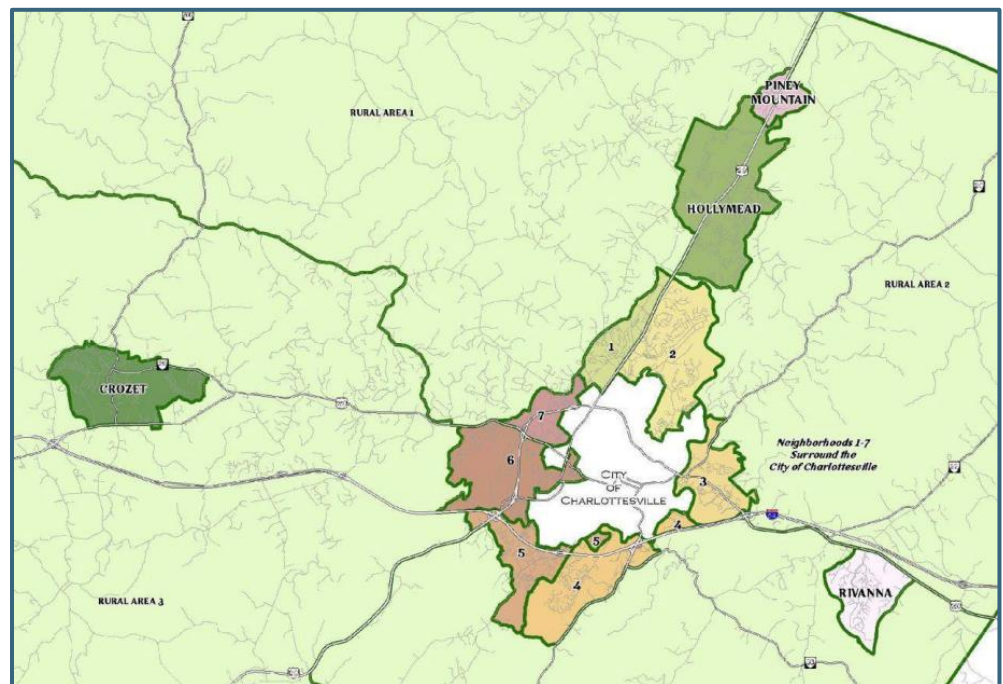 PINEY
MOUNTAIN
RURAL AREA 1
HOLLYMEAD
RURAL AREA 2
1
2
CROZET
7
Neighborhoods 1-7
Surround the
City of Charlottesville
6
CITY
OF
CHARLOTTESVILLE
3
64
4
5
5
4
RIVANNA
RURAL AREA 3